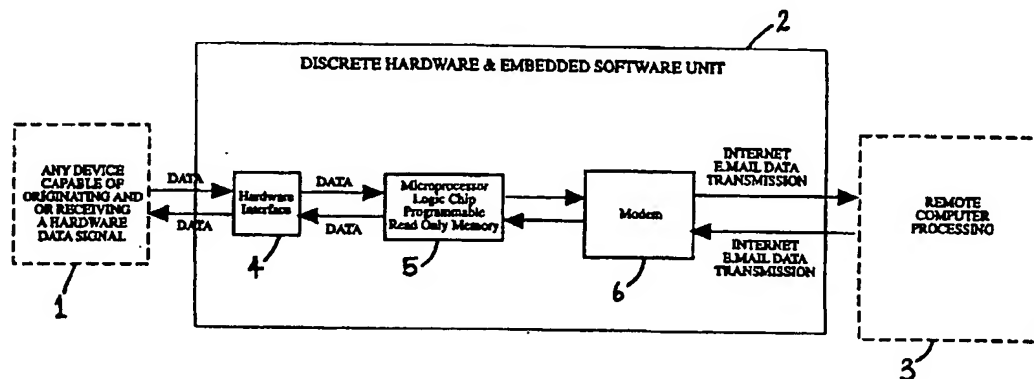 2
DISCRETE HARDWARE & EMBEDDED SOFTWARE UNIT
ANY DEVICE
CAPABLE OF
ORIGINATING AND
OR RECEIVING
A HARDWARE
DATA SIGNAL
1
DATA
DATA
Hardware
Interface
4
DATA
DATA
Microprocessor
Logic Chip
Programmable
Read Only Memory
5
Modem
6
INTERNET
E.MAIL DATA
TRANSMISSION
INTERNET
E.MAIL DATA
TRANSMISSION
REMOTE
COMPUTER
PROCESSING
3